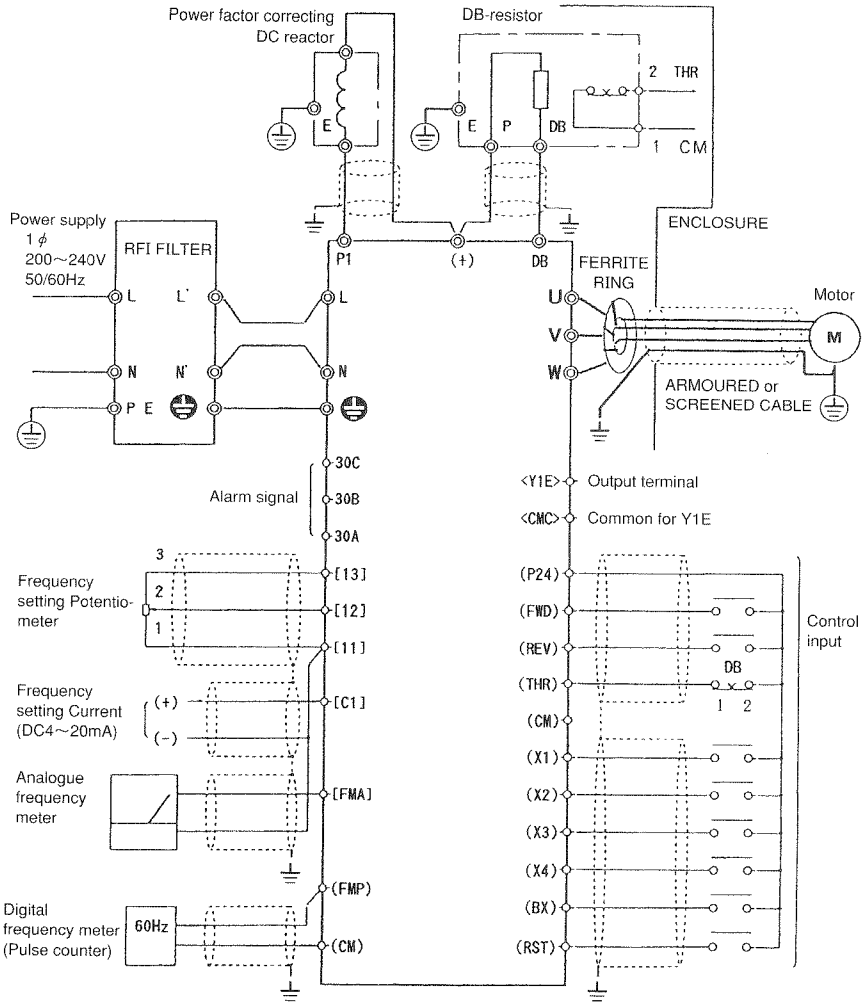 Power factor correcting
DC reactor
DB-resistor
2 THR
E
E P DB
1 CM
Power supply
1 ϕ
200～240V
50/60Hz
RFI FILTER
ENCLOSURE
P1 (+) DB
FERRITE
RING
Motor
L L' L
U
V
M
N N' N
W
P E
ARMOURED or
SCREENED CABLE
30C
Alarm signal
30B
30A
<Y1E> Output terminal
<CMC> Common for Y1E
Frequency
setting Potentio-
meter
3
2
1
[13]
[12]
[11]
Frequency
setting Current
(DC4～20mA)
(+)
(-)
[C1]
Analogue
frequency
meter
[FMA]
(FMP)
Digital
frequency meter
(Pulse counter)
60Hz
(CM)
(P24)
(FWD)
(REV)
DB
(THR)
1 2
(CM)
(X1)
(X2)
(X3)
(X4)
(BX)
(RST)
Control
input